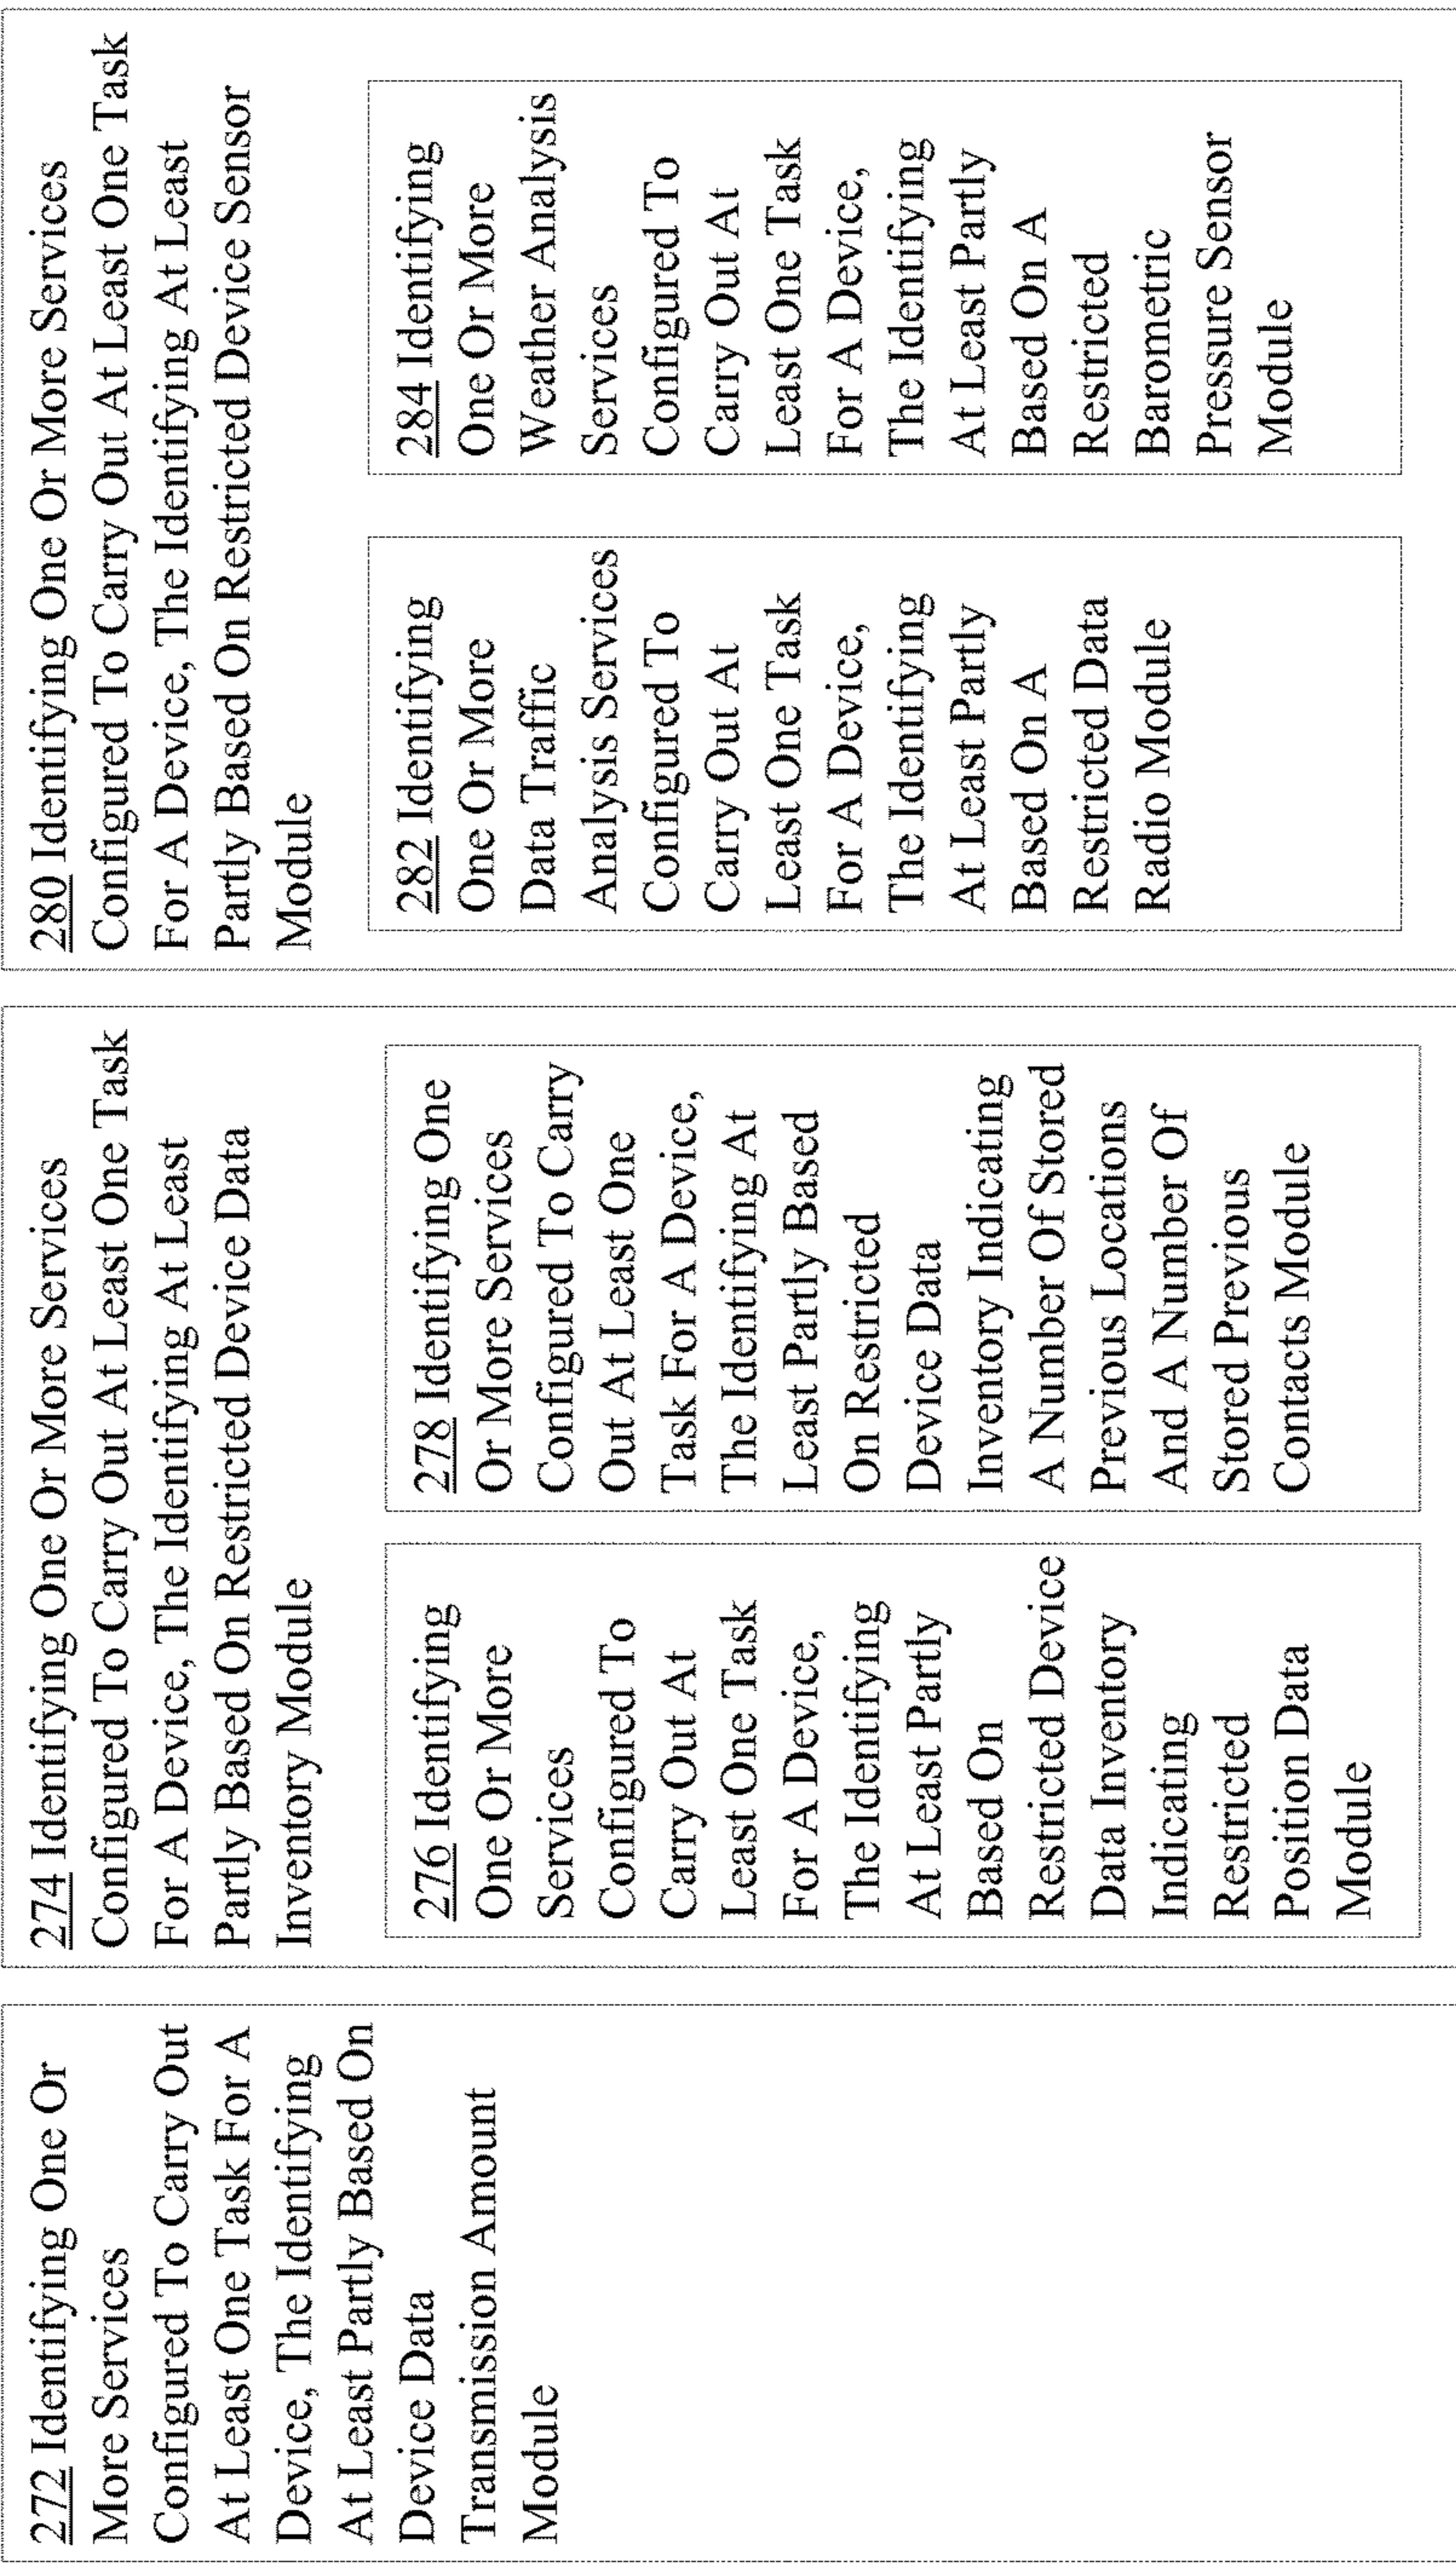 272 Identifying One Or
More Services
Configured To Carry Out
At Least One Task For A
Device, The Identifying
At Least Partly Based On
Device Data
Transmission Amount
Module
274 Identifying One Or More Services
Configured To Carry Out At Least One Task
For A Device, The Identifying At Least
Partly Based On Restricted Device Data
Inventory Module
276 Identifying
One Or More
Services
Configured To
Carry Out At
Least One Task
For A Device,
The Identifying
At Least Partly
Based On
Restricted Device
Data Inventory
Indicating
Restricted
Position Data
Module
278 Identifying One
Or More Services
Configured To Carry
Out At Least One
Task For A Device,
The Identifying At
Least Partly Based
On Restricted
Device Data
Inventory Indicating
A Number Of Stored
Previous Locations
And A Number Of
Stored Previous
Contacts Module
280 Identifying One Or More Services
Configured To Carry Out At Least One Task
For A Device, The Identifying At Least
Partly Based On Restricted Device Sensor
Module
282 Identifying
One Or More
Data Traffic
Analysis Services
Configured To
Carry Out At
Least One Task
For A Device,
The Identifying
At Least Partly
Based On A
Restricted Data
Radio Module
284 Identifying
One Or More
Weather Analysis
Services
Configured To
Carry Out At
Least One Task
For A Device,
The Identifying
At Least Partly
Based On A
Restricted
Barometric
Pressure Sensor
Module